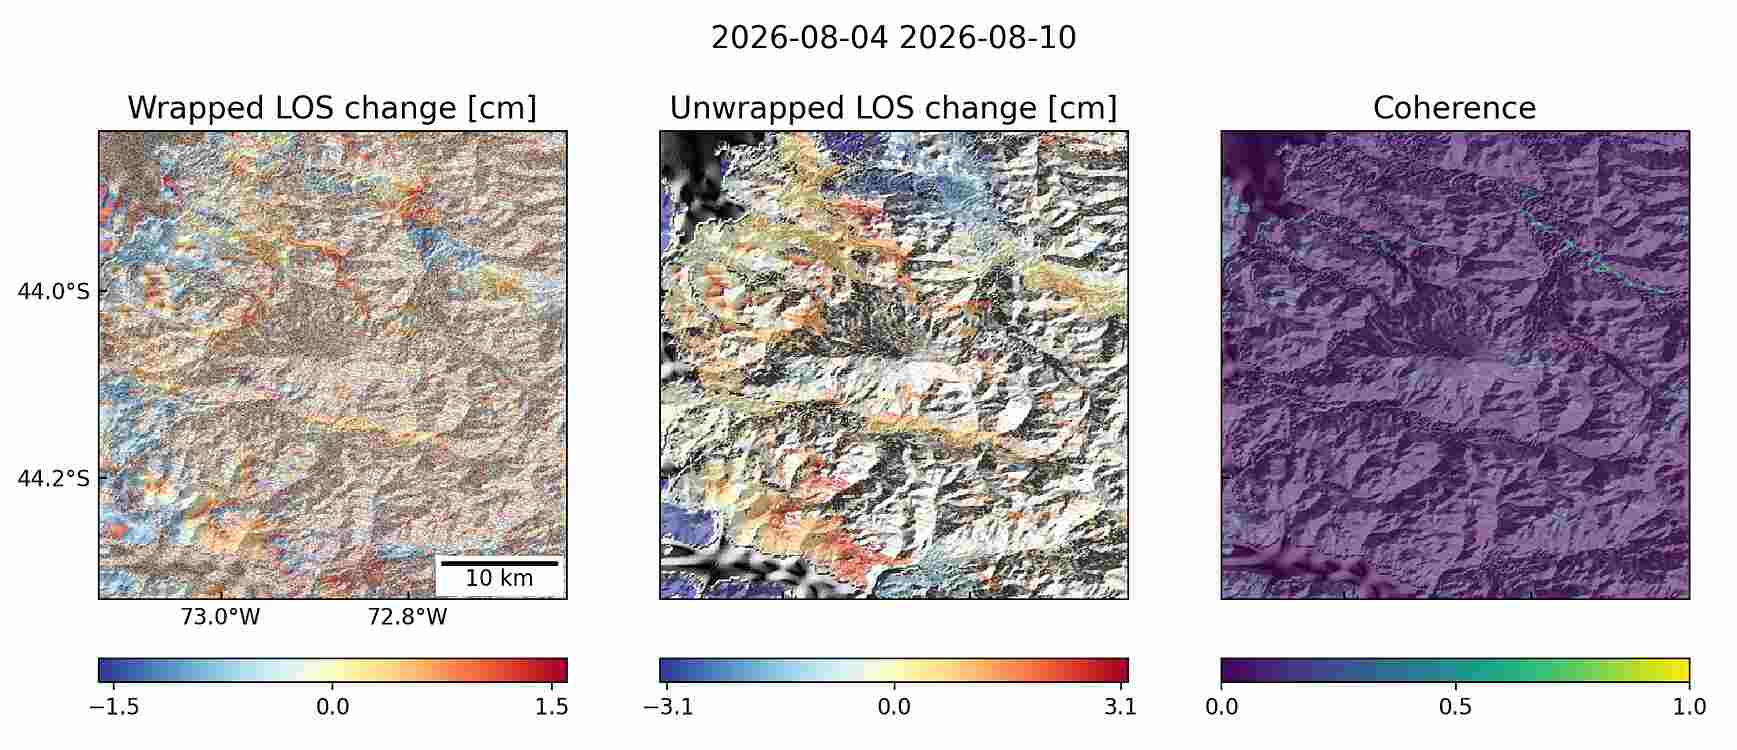 2026-08-04 2026-08-10
Wrapped LOS change [cm]
Unwrapped LOS change [cm]
Coherence
44.0°S
44.2°S
10 km
73.0°W
72.8°W
−1.5
0.0
1.5
−3.1
0.0
3.1
0.0
0.5
1.0